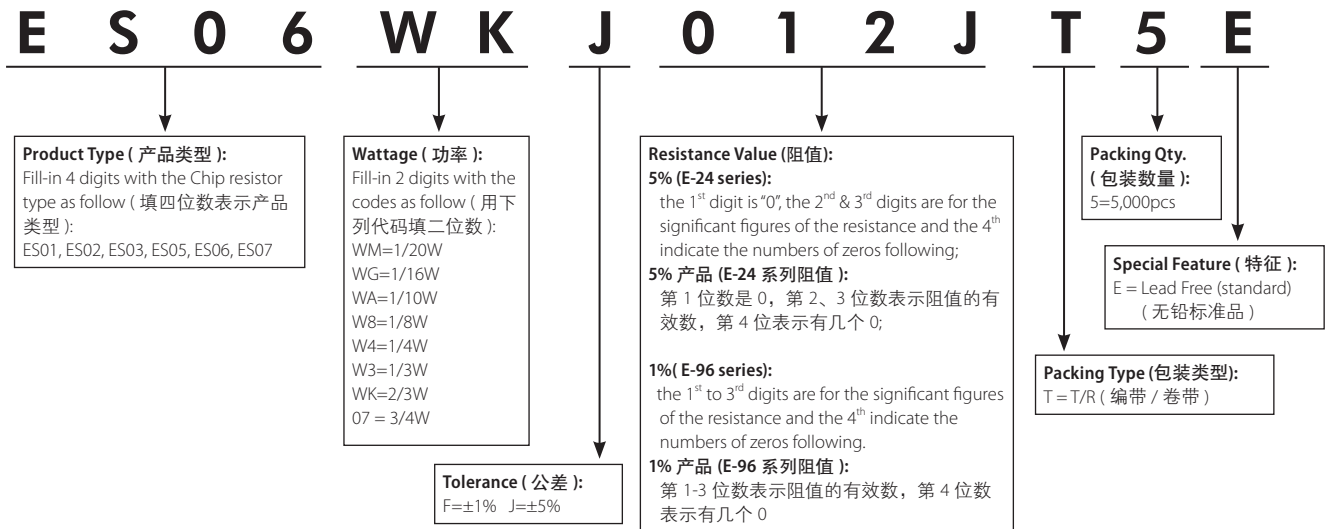 E S 0 6 W K J 0 1 2 J T 5 E
Product Type ( 产品类型 ):
Fill-in 4 digits with the Chip resistor
type as follow ( 填四位数表示产品
类型 ):
ES01, ES02, ES03, ES05, ES06, ES07
Wattage ( 功率 ):
Fill-in 2 digits with the
codes as follow ( 用下
列代码填二位数 ):
WM=1/20W
WG=1/16W
WA=1/10W
W8=1/8W
W4=1/4W
W3=1/3W
WK=2/3W
07 = 3/4W
Tolerance ( 公差 ):
F=±1% J=±5%
Resistance Value (阻值):
5% (E-24 series):
the 1st digit is “0”, the 2nd & 3rd digits are for the
significant figures of the resistance and the 4th
indicate the numbers of zeros following;
5% 产品 (E-24 系列阻值 ):
第 1 位数是 0，第 2、3 位数表示阻值的有
效数，第 4 位表示有几个 0;
1%( E-96 series):
the 1st to 3rd digits are for the significant figures
of the resistance and the 4th indicate the
numbers of zeros following.
1% 产品 (E-96 系列阻值 ):
第 1-3 位数表示阻值的有效数，第 4 位数
表示有几个 0
Packing Qty.
( 包装数量 ):
5=5,000pcs
Special Feature ( 特征 ):
E = Lead Free (standard)
( 无铅标准品 )
Packing Type (包装类型):
T = T/R ( 编带 / 卷带 )